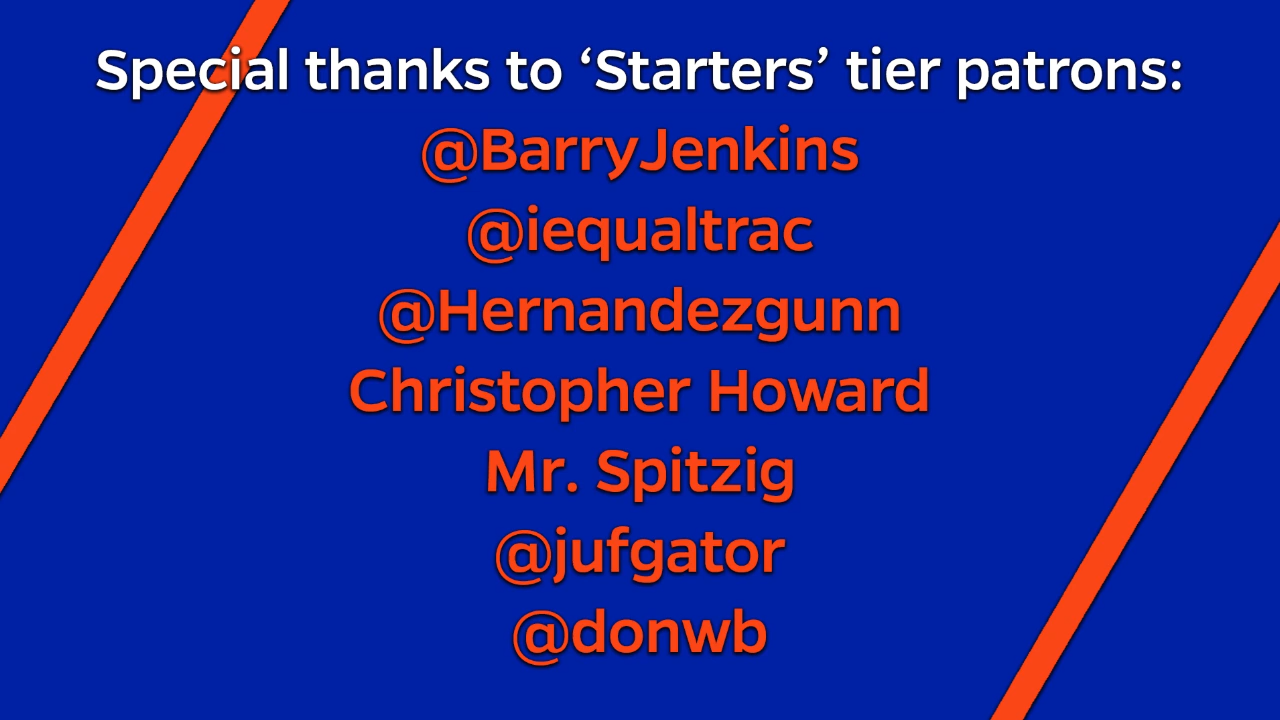 Special thanks to ‘Starters’ tier patrons:
@BarryJenkins
@iequaltrac
@Hernandezgunn
Christopher Howard
Mr. Spitzig
@jufgator
@donwb